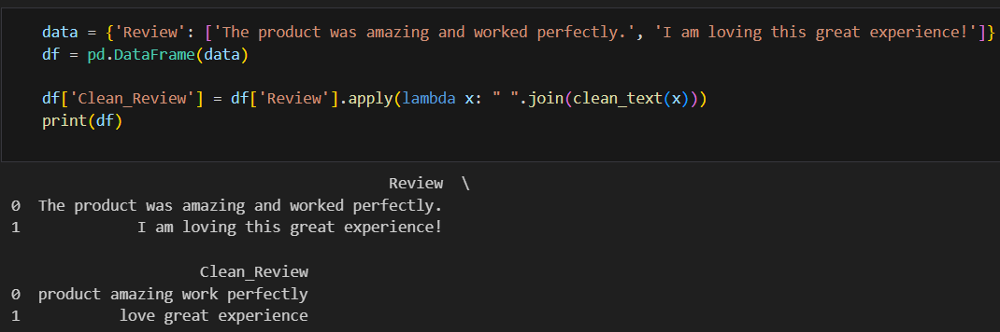 data = {'Review': ['The product was amazing and worked perfectly.', 'I am loving this great experience!']}
df = pd.DataFrame(data)
df['Clean_Review'] = df['Review'].apply(lambda x: " ".join(clean_text(x)))
print(df)
Review \
0 The product was amazing and worked perfectly.
1 I am loving this great experience!
Clean_Review
0 product amazing work perfectly
1 love great experience